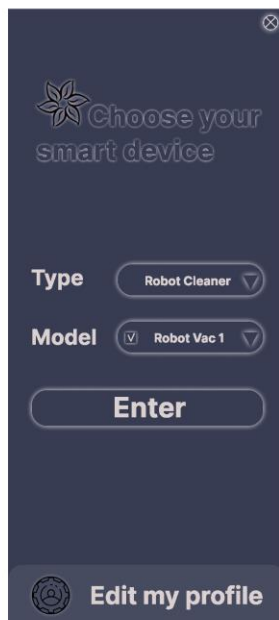 Choose your
smart device
Type
Robot Cleaner
Model
Robot Vac 1
Enter
Edit my profile